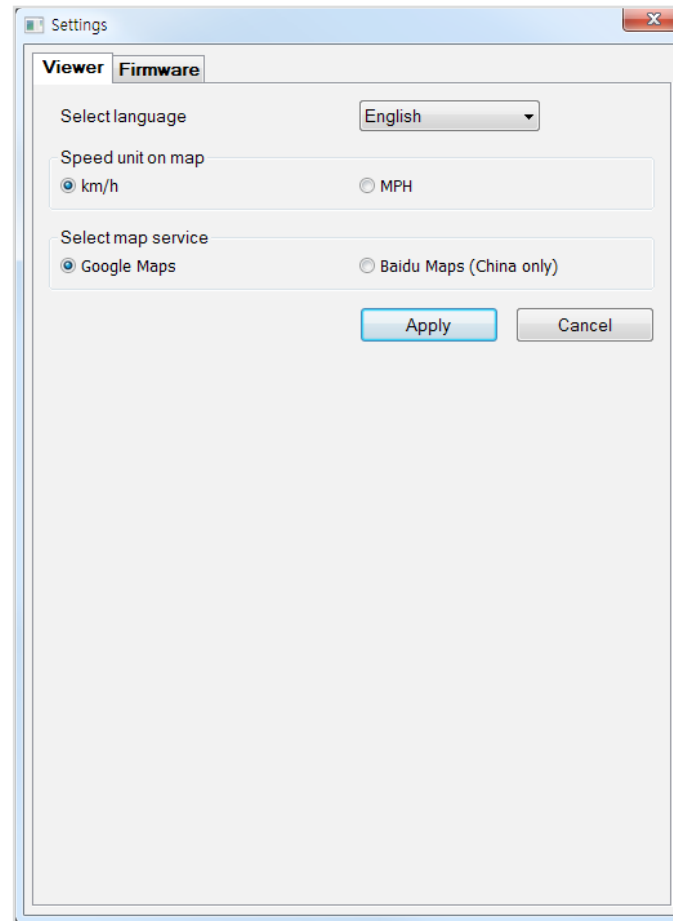 Settings
Viewer Firmware
Select language English
Speed unit on map
km/h MPH
Select map service
Google Maps Baidu Maps (China only)
Apply Cancel